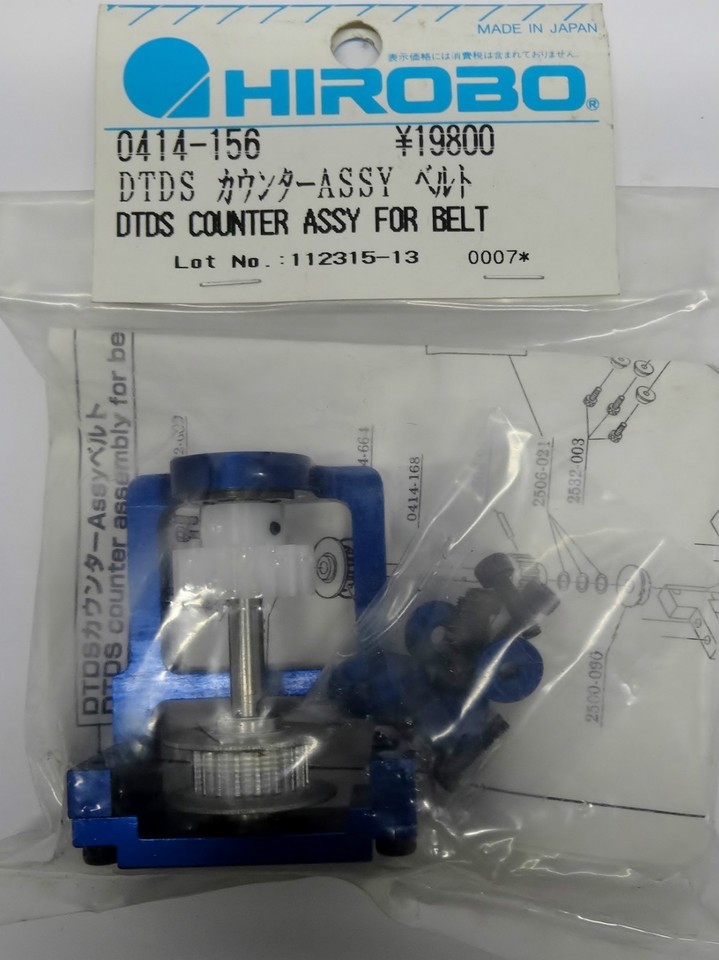 MADE IN JAPAN
表示価格には消費税は含まれておりません。
HIROBO®
0414-156 ¥19800
DTDS カウンターASSY ベルト
DTDS COUNTER ASSY FOR BELT
Lot No.:112315-13 0007*
DTDSカウンターAssyベルト
DTDS counter assembly for be
4-664
0414-168
2506-021
2532-003
2500-090